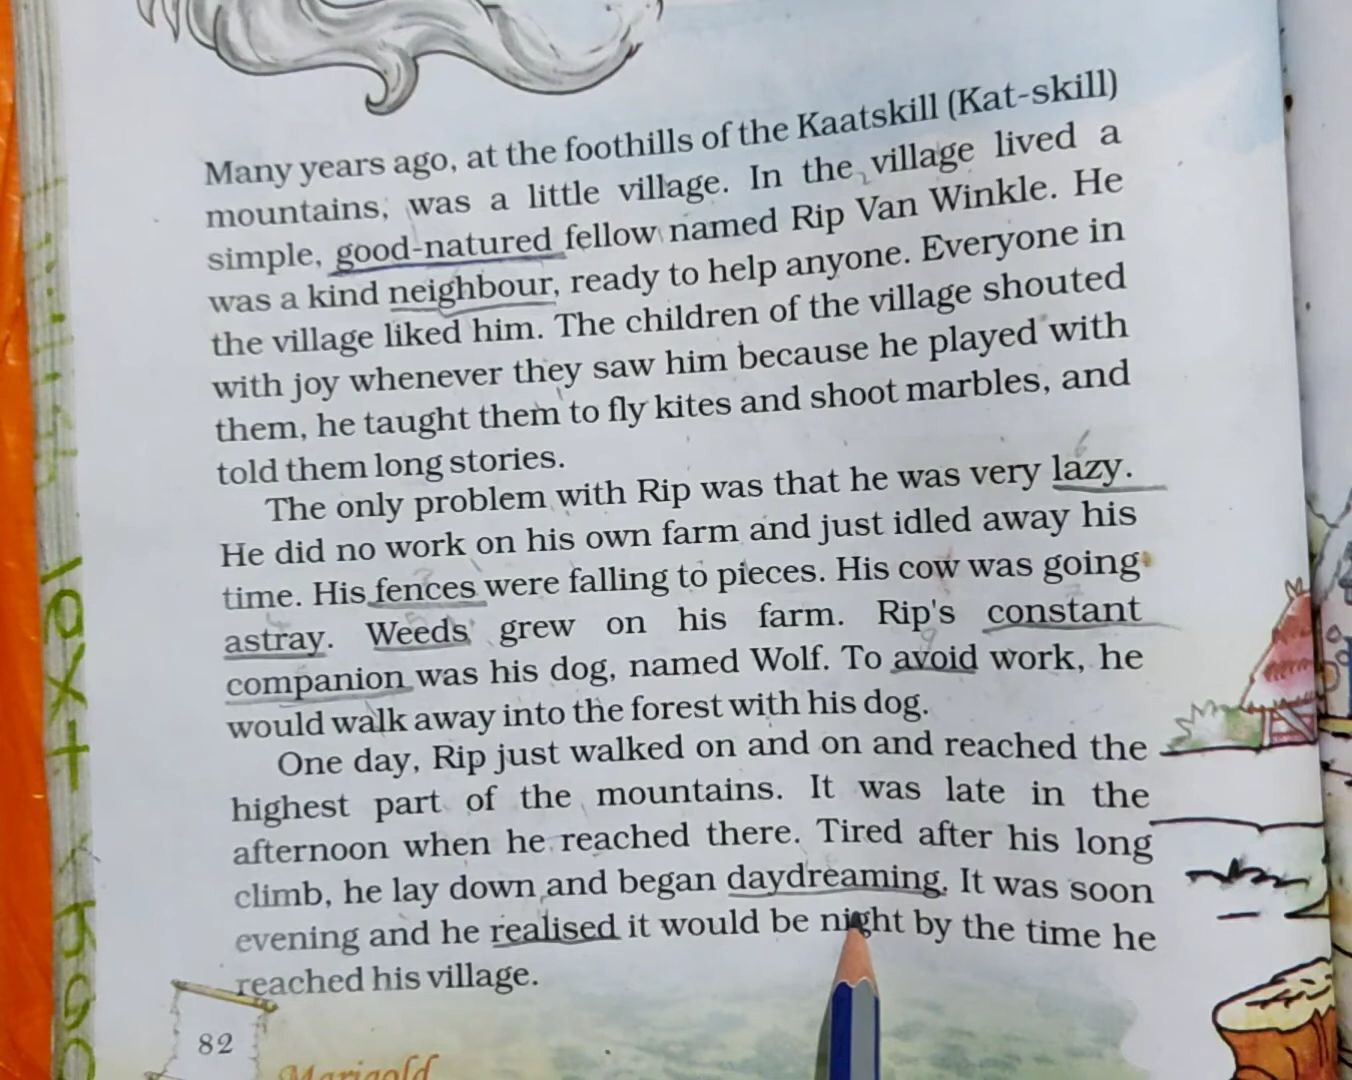 Many years ago, at the foothills of the Kaatskill (Kat-skill)
mountains, was a little village. In the village lived a
simple, good-natured fellow named Rip Van Winkle. He
was a kind neighbour, ready to help anyone. Everyone in
the village liked him. The children of the village shouted
with joy whenever they saw him because he played with
them, he taught them to fly kites and shoot marbles, and
told them long stories.
The only problem with Rip was that he was very lazy.
He did no work on his own farm and just idled away his
time. His fences were falling to pieces. His cow was going
astray. Weeds grew on his farm. Rip's constant
companion was his dog, named Wolf. To avoid work, he
would walk away into the forest with his dog.
One day, Rip just walked on and on and reached the
highest part of the mountains. It was late in the
afternoon when he reached there. Tired after his long
climb, he lay down and began daydreaming. It was soon
evening and he realised it would be night by the time he
reached his village.
82
Marigold